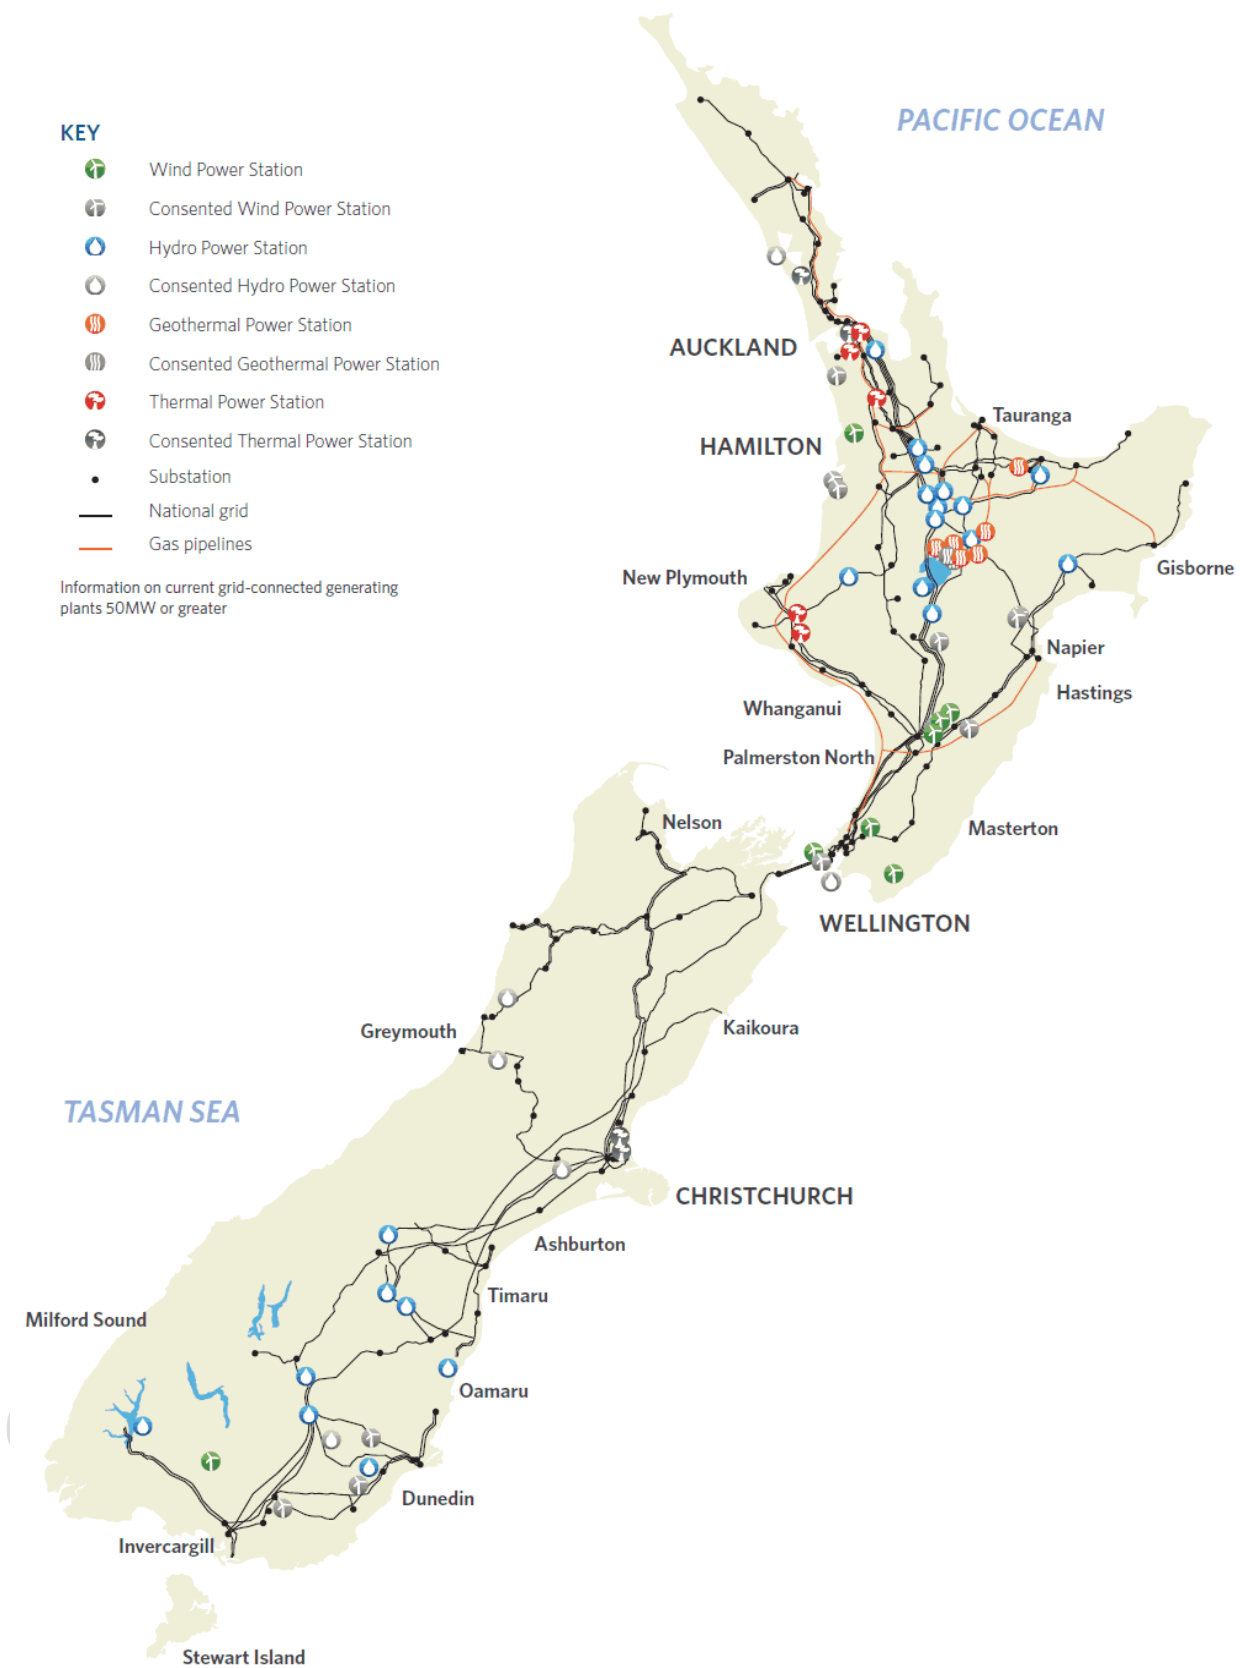 PACIFIC OCEAN
KEY
Wind Power Station
Consented Wind Power Station
Hydro Power Station
Consented Hydro Power Station
Geothermal Power Station
Consented Geothermal Power Station
Thermal Power Station
Consented Thermal Power Station
Substation
National grid
Gas pipelines
Information on current grid-connected generating
plants 50MW or greater
AUCKLAND
Tauranga
HAMILTON
New Plymouth
Gisborne
Napier
Hastings
Whanganui
Palmerston North
Nelson
Masterton
WELLINGTON
Greymouth
Kaikoura
TASMAN SEA
CHRISTCHURCH
Ashburton
Timaru
Milford Sound
Oamaru
Dunedin
Invercargill
Stewart Island